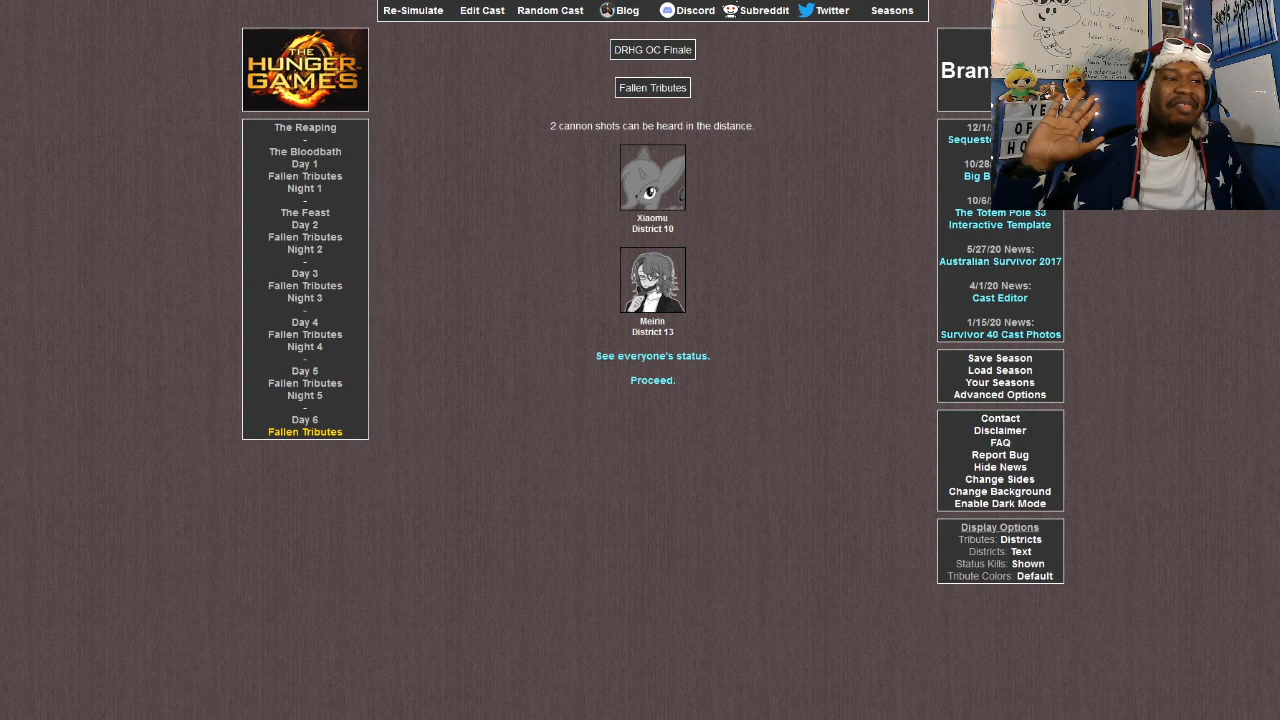 Re-Simulate Edit Cast Random Cast Blog Discord Subreddit Twitter Seasons
THE
HUNGER
GAMES
The Reaping
-
The Bloodbath
Day 1
Fallen Tributes
Night 1
-
The Feast
Day 2
Fallen Tributes
Night 2
-
Day 3
Fallen Tributes
Night 3
-
Day 4
Fallen Tributes
Night 4
-
Day 5
Fallen Tributes
Night 5
-
Day 6
Fallen Tributes
DRHG OC FInale
Fallen Tributes
2 cannon shots can be heard in the distance.
Xiaomu
District 10
Meirin
District 13
See everyone's status.
Proceed.
The Totem Pole S3
Interactive Template
5/27/20 News:
Australian Survivor 2017
4/1/20 News:
Cast Editor
1/15/20 News:
Survivor 40 Cast Photos
Save Season
Load Season
Your Seasons
Advanced Options
Contact
Disclaimer
FAQ
Report Bug
Hide News
Change Sides
Change Background
Enable Dark Mode
Display Options
Tributes: Districts
Districts: Text
Status Kills: Shown
Tribute Colors: Default